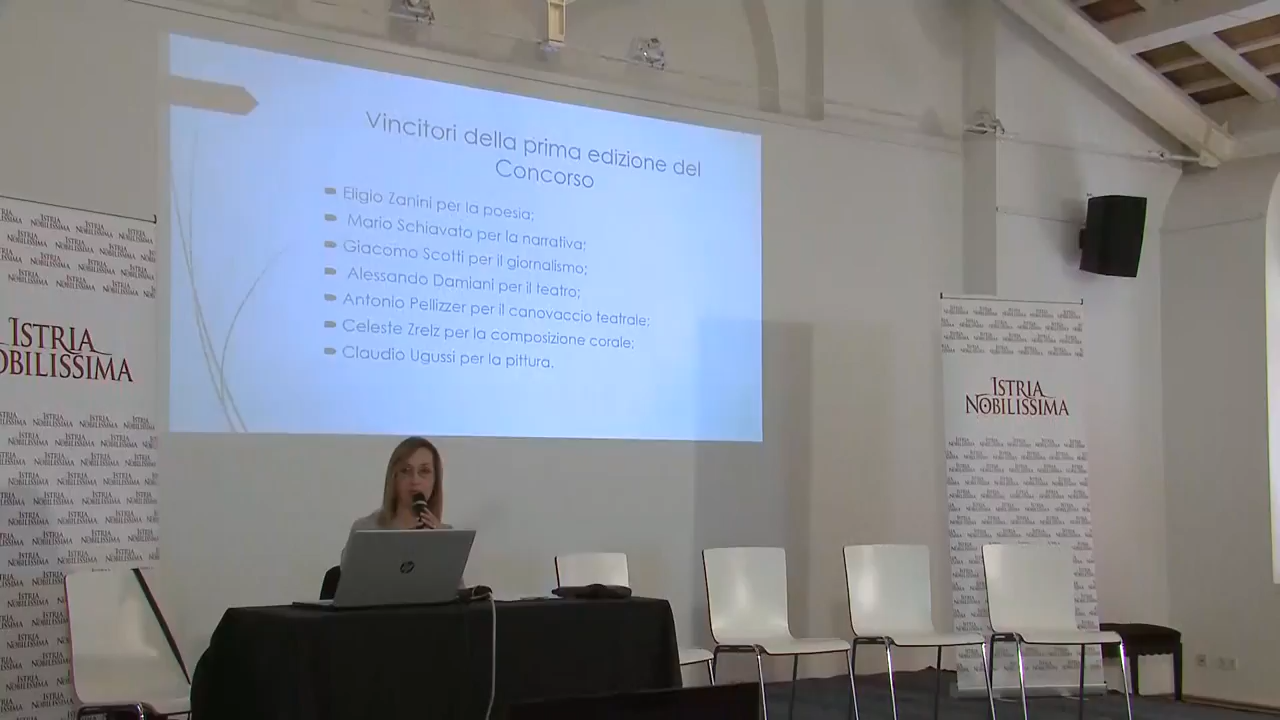 Vincitori della prima edizione del
Concorso
Eligio Zanini per la poesia;
Mario Schiavato per la narrativa;
Giacomo Scotti per il giornalismo;
Alessando Damiani per il teatro;
Antonio Pellizzer per il canovaccio teatrale;
Celeste Zrelz per la composizione corale;
Claudio Ugussi per la pittura.
ISTRIA
OBILISSIMA
ISTRIA
NOBILISSIMA
hp